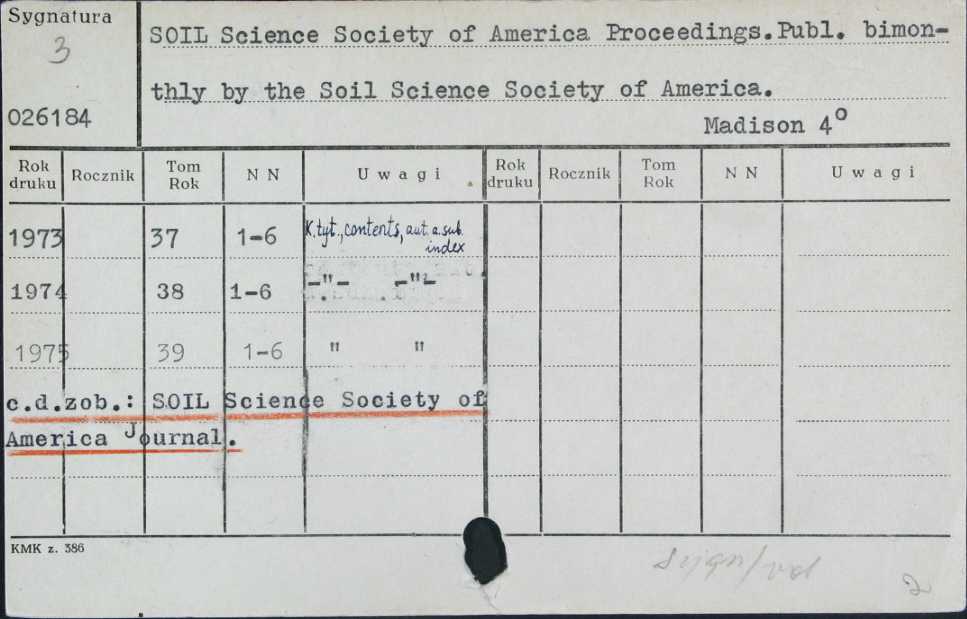 Sygnatura
3
026184
SOIL Science Society of America Proceedings. Publ. bimon-
thly by the Soil Science Society of America.
Madison 4°
Rok druku Rocznik Tom Rok N N Uwagi Rok druku Rocznik Tom Rok N N Uwagi
1973 37 1-6 K.tyt., contents, aut. a. sub. index
1974 38 1-6 -"- -"-
1975 39 1-6 " "
c.d.zob.: SOIL Science Society of
America Journal.
KMK z. 386
2